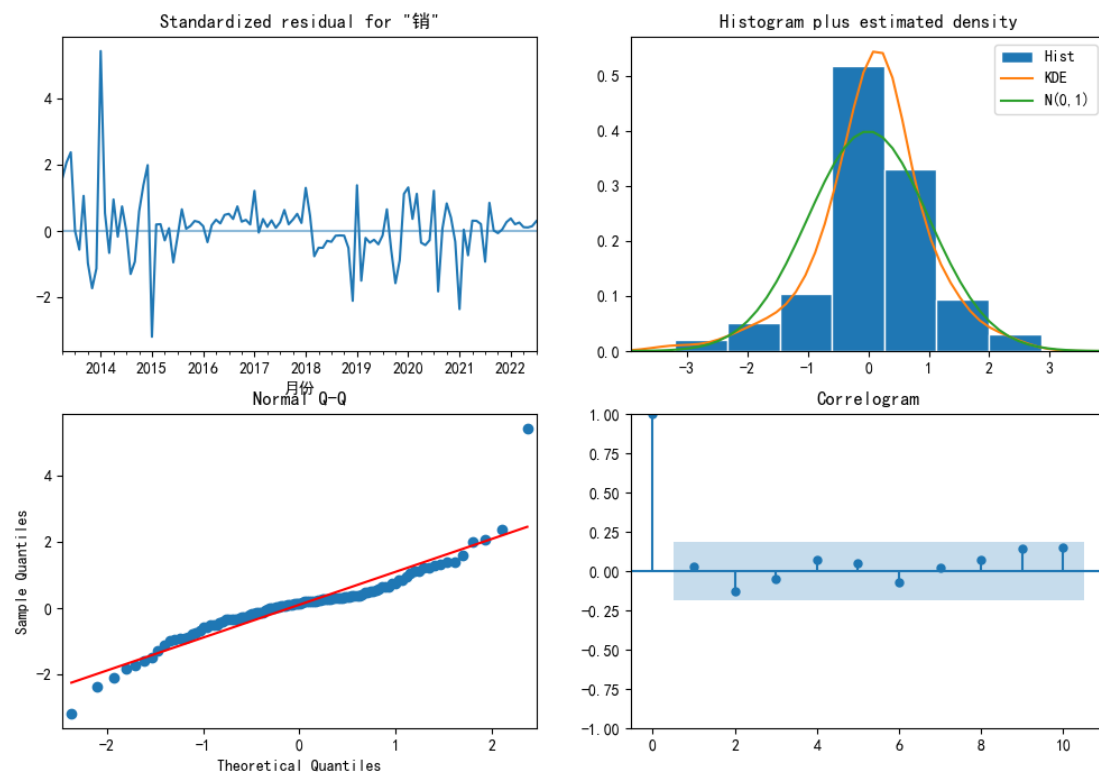 Standardized residual for "销"
4
2
0
-2
2014 2015 2016 2017 2018 2019 2020 2021 2022
月份
Histogram plus estimated density
Hist
KDE
N(0,1)
0.5
0.4
0.3
0.2
0.1
0.0
-3 -2 -1 0 1 2 3
Normal Q-Q
Sample Quantiles
4
2
0
-2
-2 -1 0 1 2
Theoretical Quantiles
Correlogram
1.00
0.75
0.50
0.25
0.00
-0.25
-0.50
-0.75
-1.00
0 2 4 6 8 10